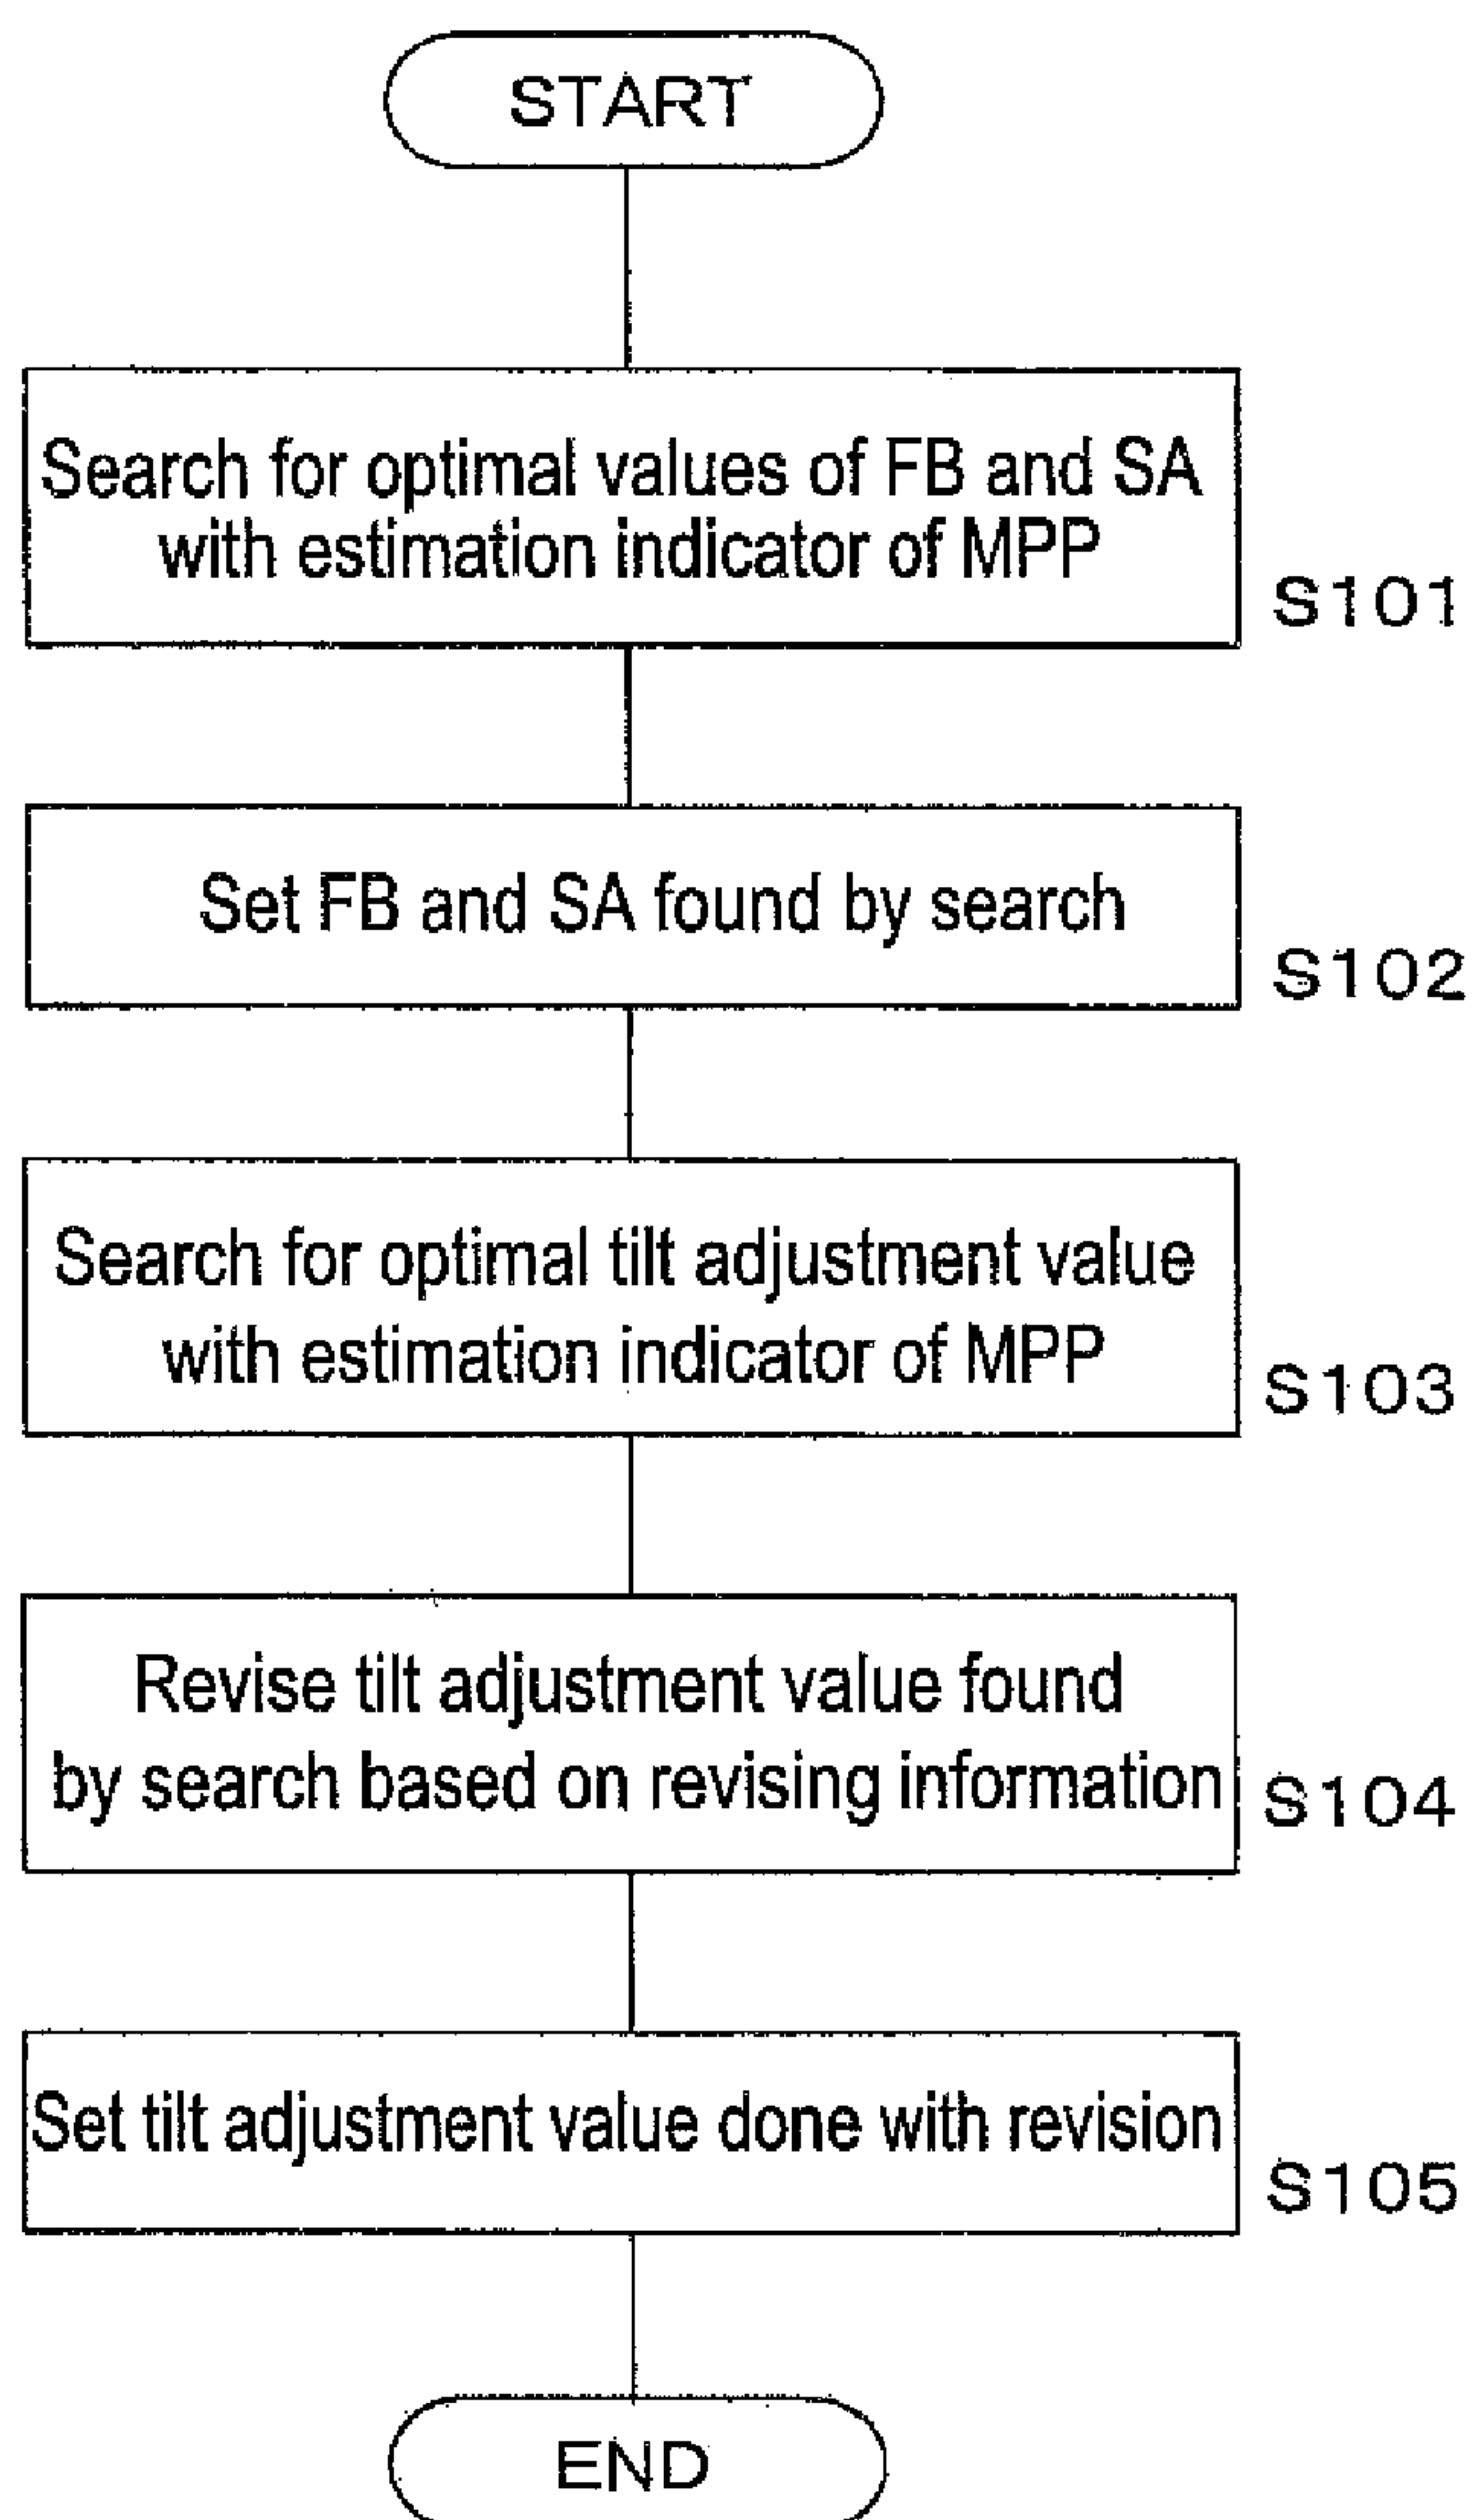 START
Search for optimal values of FB and SA
with estimation indicator of MPP
S101
Set FB and SA found by search
S102
Search for optimal tilt adjustment value
with estimation indicator of MPP
S103
Revise tilt adjustment value found
by search based on revising information
S104
Set tilt adjustment value done with revision
S105
END